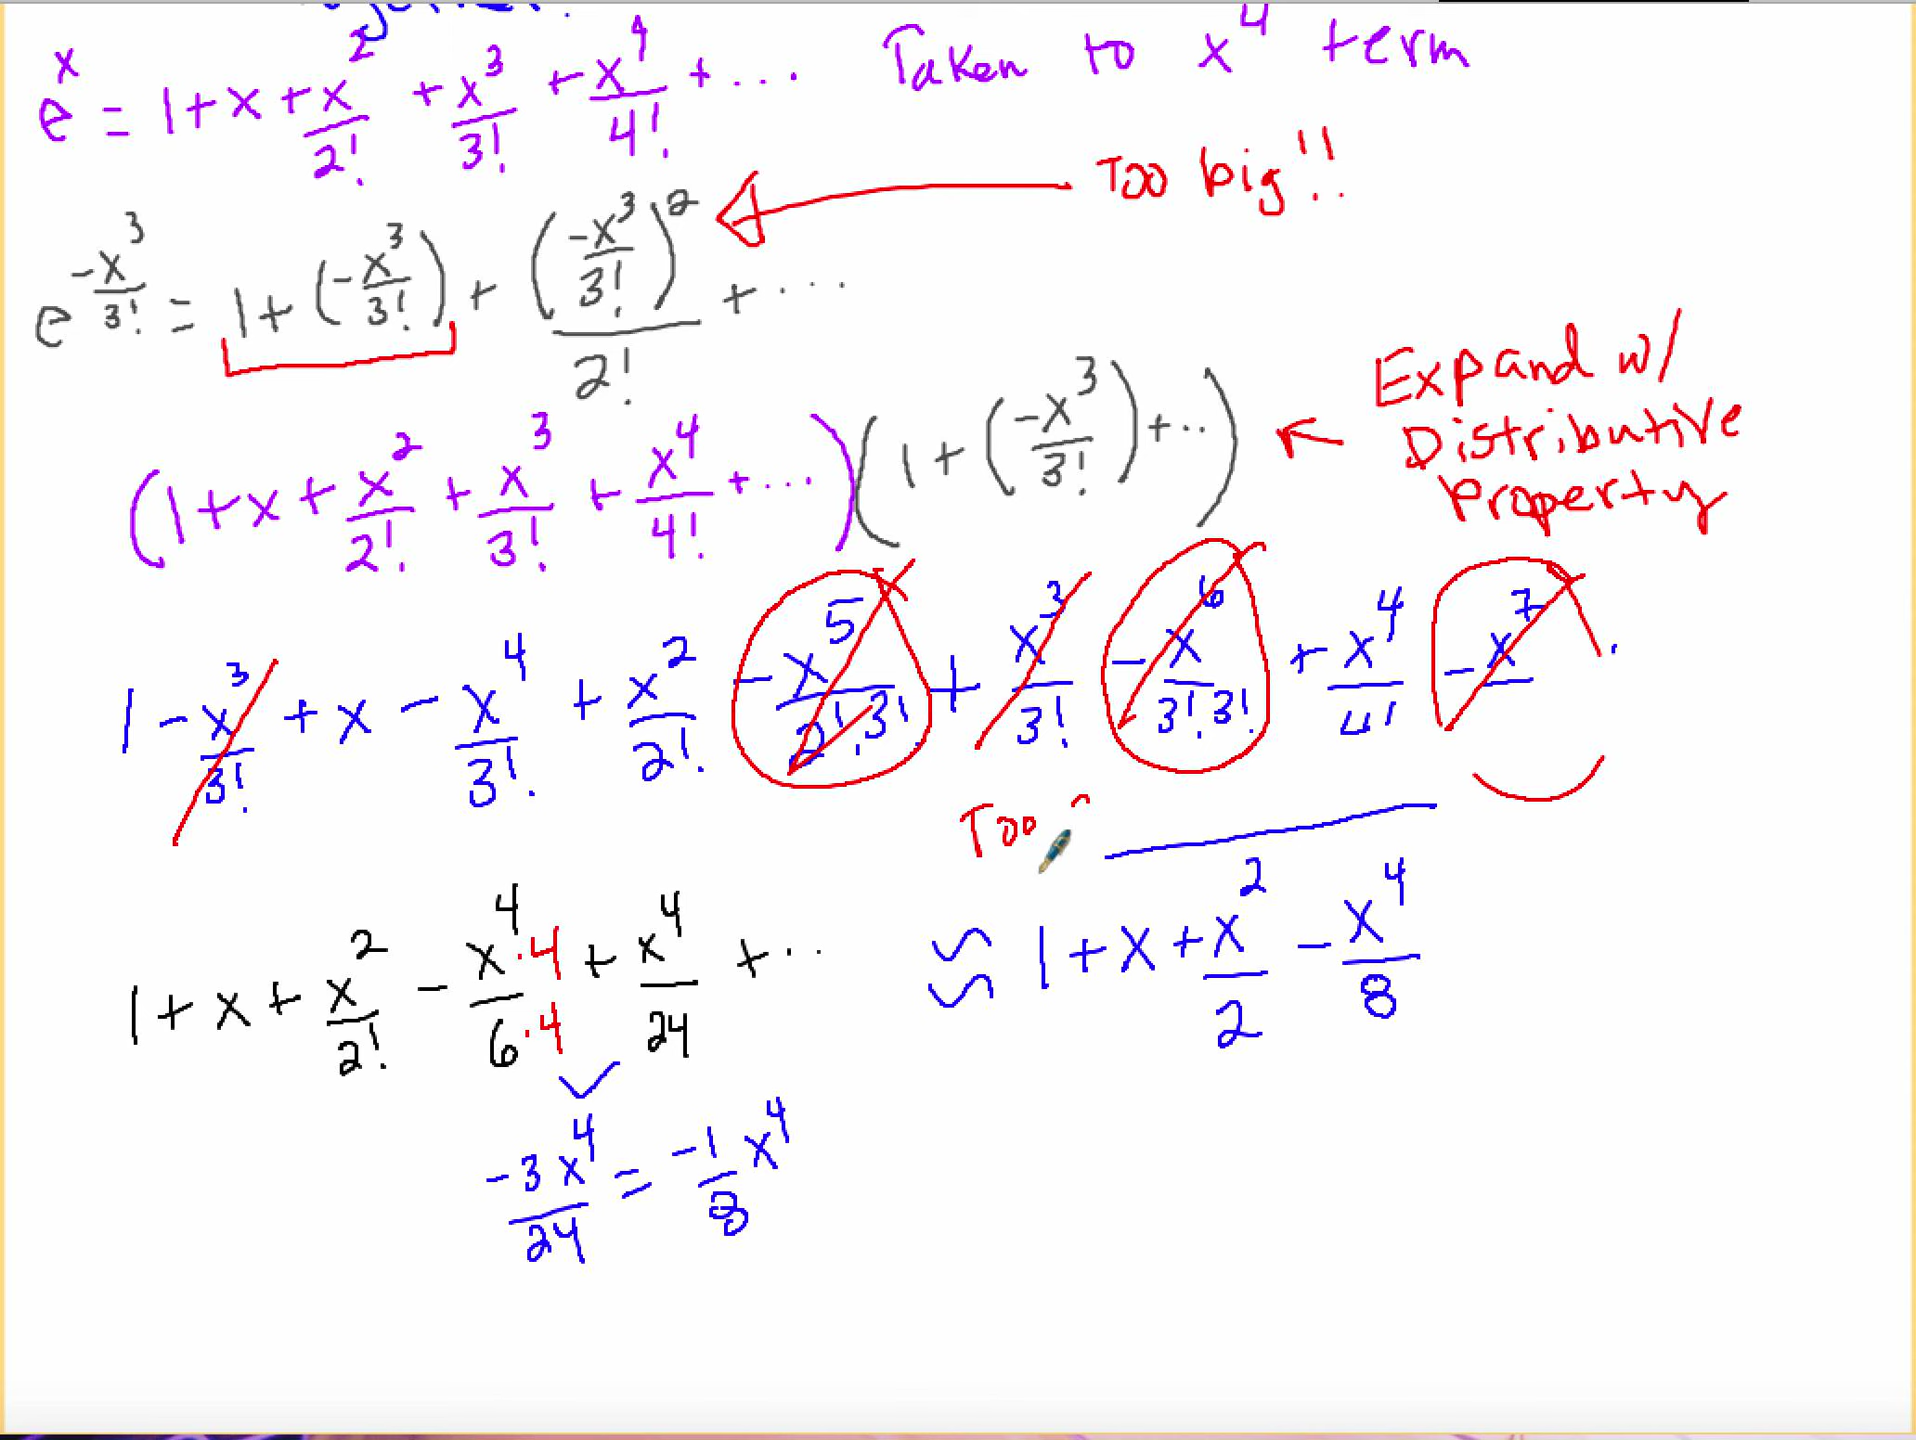 e^x = 1 + x + x^2/2! + x^3/3! + x^4/4! + ... Taken to x^4 term
Too big!!
e^(-x^3/3!) = 1 + (-x^3/3!) + (-x^3/3!)^2/2! + ...
Expand w/
Distributive
Property
(1 + x + x^2/2! + x^3/3! + x^4/4! + ...)(1 + (-x^3/3!) + ..)
1 - x^3/3! + x - x^4/3! + x^2/2! - x^5/2!·3! + x^3/3! - x^6/3!·3! + x^4/4! - x^7
Too
1 + x + x^2/2! - x^4·4/6·4 + x^4/24 + .. ≈ 1 + x + x^2/2 - x^4/8
-3x^4/24 = -1/8 x^4